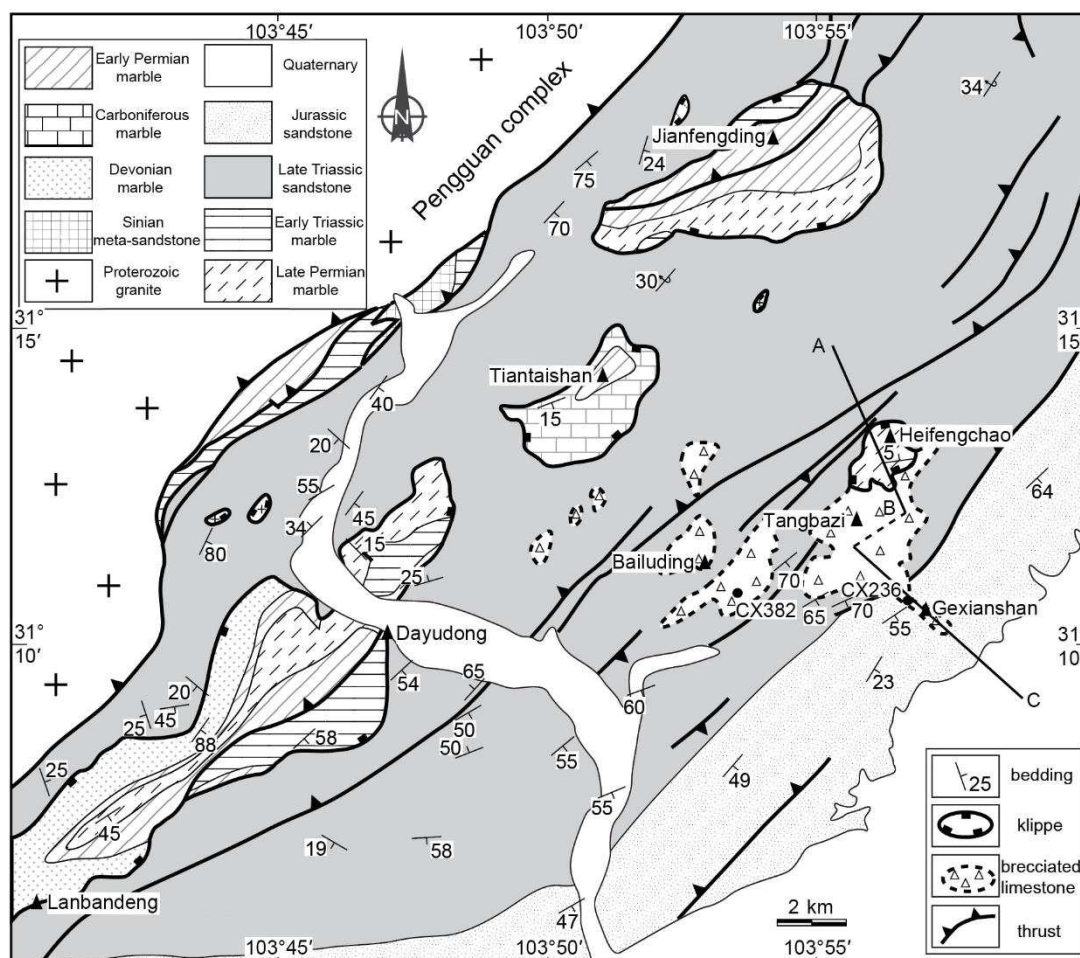 103°45′
103°50′
103°55′
Early Permian
marble
Quaternary
Carboniferous
marble
Jurassic
sandstone
Devonian
marble
Late Triassic
sandstone
Sinian
meta-sandstone
Early Triassic
marble
Proterozoic
granite
Late Permian
marble
N
Pengguan complex
34
Jianfengding
24
75
70
30
31°
15′
31°
15′
A
Tiantaishan
15
40
20
Heifengchao
5
55
45
34
80
15
B
Tangbazi
64
25
Bailuding
70
CX382
CX236
65
70
55
Gexianshan
31°
10′
Dayudong
31°
10′
54
65
23
20
25
45
60
C
88
58
50
50
25
55
49
45
55
19
58
Lanbandeng
47
2 km
bedding
25
klippe
brecciated
limestone
thrust
103°45′
103°50′
103°55′